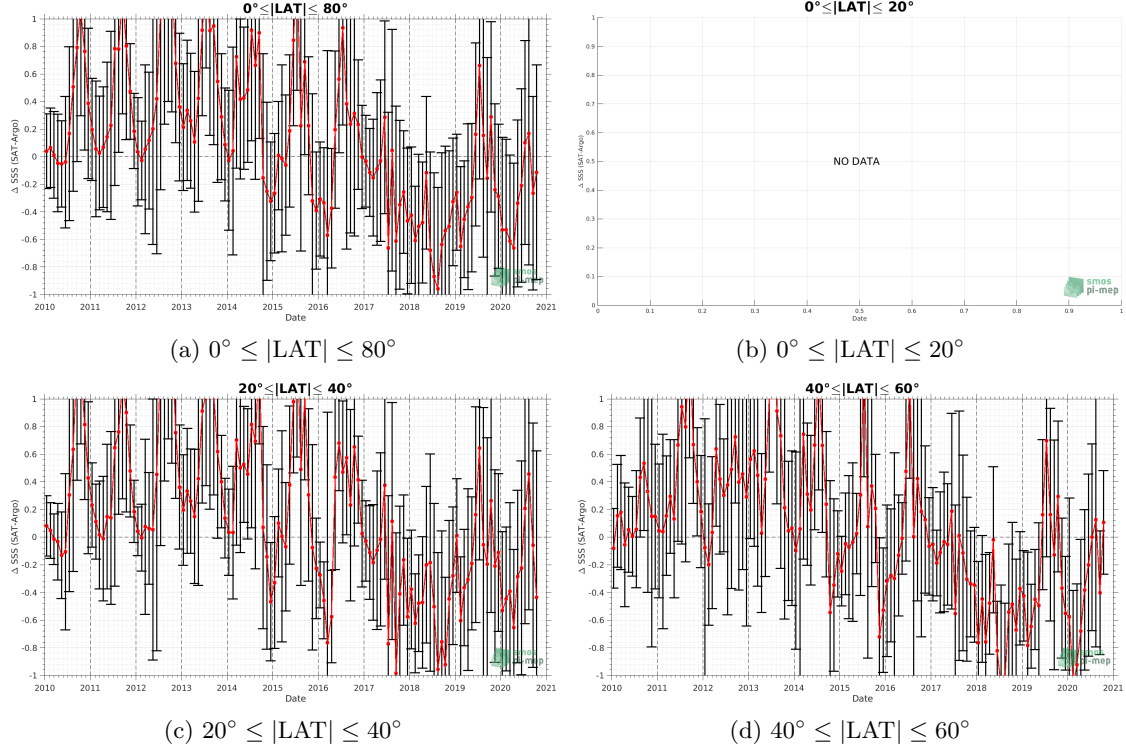 0°≤|LAT|≤ 80°
1
0.8
0.6
0.4
0.2
0
-0.2
-0.4
-0.6
-0.8
-1
Δ SSS (SAT-Argo)
2010 2011 2012 2013 2014 2015 2016 2017 2018 2019 2020 2021
Date
smos
pi-mep
(a) 0° ≤ |LAT| ≤ 80°
0°≤|LAT|≤ 20°
1
0.9
0.8
0.7
0.6
0.5
0.4
0.3
0.2
0.1
0
Δ SSS (SAT-Argo)
NO DATA
0 0.1 0.2 0.3 0.4 0.5 0.6 0.7 0.8 0.9 1
Date
smos
pi-mep
(b) 0° ≤ |LAT| ≤ 20°
20°≤|LAT|≤ 40°
1
0.8
0.6
0.4
0.2
0
-0.2
-0.4
-0.6
-0.8
-1
Δ SSS (SAT-Argo)
2010 2011 2012 2013 2014 2015 2016 2017 2018 2019 2020 2021
Date
smos
pi-mep
(c) 20° ≤ |LAT| ≤ 40°
40°≤|LAT|≤ 60°
1
0.8
0.6
0.4
0.2
0
-0.2
-0.4
-0.6
-0.8
-1
Δ SSS (SAT-Argo)
2010 2011 2012 2013 2014 2015 2016 2017 2018 2019 2020 2021
Date
smos
pi-mep
(d) 40° ≤ |LAT| ≤ 60°